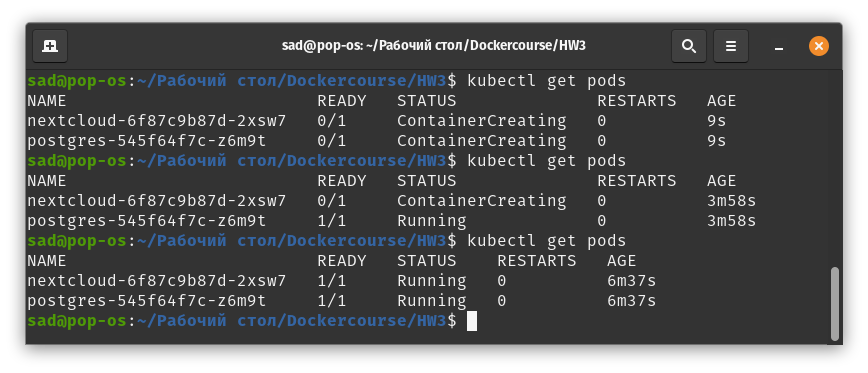 sad@pop-os: ~/Рабочий стол/Dockercourse/HW3
sad@pop-os:~/Рабочий стол/Dockercourse/HW3$ kubectl get pods
NAME                         READY   STATUS              RESTARTS   AGE
nextcloud-6f87c9b87d-2xsw7   0/1     ContainerCreating   0          9s
postgres-545f64f7c-z6m9t     0/1     ContainerCreating   0          9s
sad@pop-os:~/Рабочий стол/Dockercourse/HW3$ kubectl get pods
NAME                         READY   STATUS              RESTARTS   AGE
nextcloud-6f87c9b87d-2xsw7   0/1     ContainerCreating   0          3m58s
postgres-545f64f7c-z6m9t     1/1     Running             0          3m58s
sad@pop-os:~/Рабочий стол/Dockercourse/HW3$ kubectl get pods
NAME                         READY   STATUS    RESTARTS   AGE
nextcloud-6f87c9b87d-2xsw7   1/1     Running   0          6m37s
postgres-545f64f7c-z6m9t     1/1     Running   0          6m37s
sad@pop-os:~/Рабочий стол/Dockercourse/HW3$